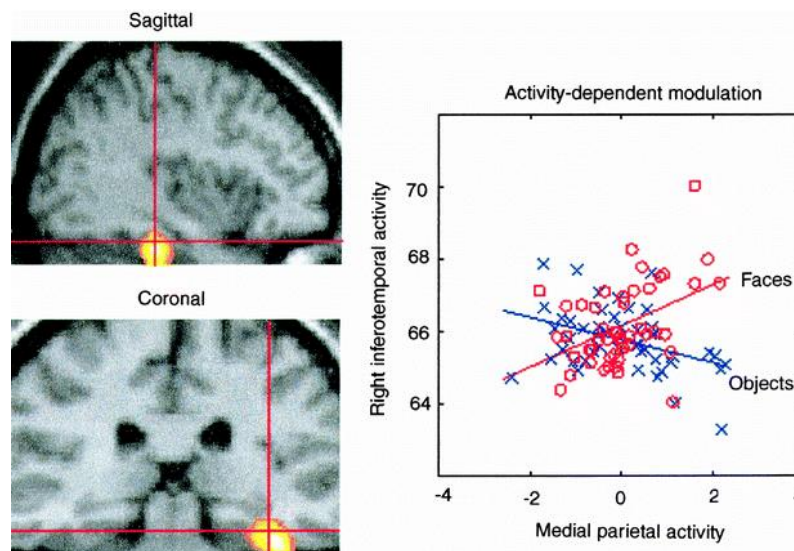 Sagittal
Coronal
Activity-dependent modulation
Right inferotemporal activity
70
68
66
64
Faces
Objects
-4
-2
0
2
Medial parietal activity